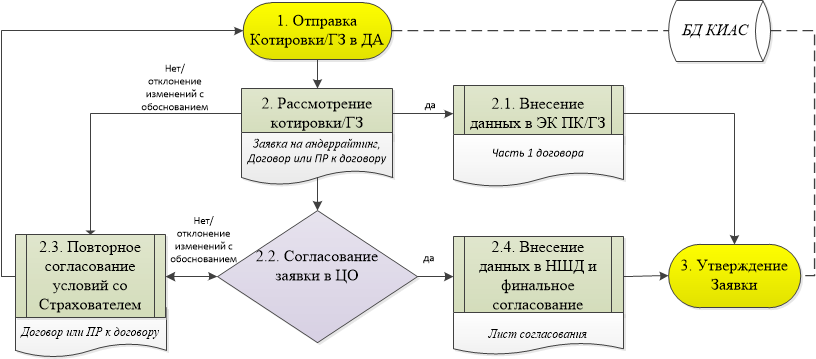 1. Отправка
Котировки/ГЗ в ДА
БД КИАС
Нет/
отклонение
изменений с
обоснованием
2. Рассмотрение
котировки/ГЗ
Заявка на андеррайтинг,
Договор или ПР к договору
да
2.1. Внесение
данных в ЭК ПК/ГЗ
Часть 1 договора
2.3. Повторное
согласование
условий со
Страхователем
Договор или ПР к договору
Нет/
отклонение
изменений с
обоснованием
2.2. Согласование
заявки в ЦО
да
2.4. Внесение
данных в НШД и
финальное
согласование
Лист согласования
3. Утверждение
Заявки